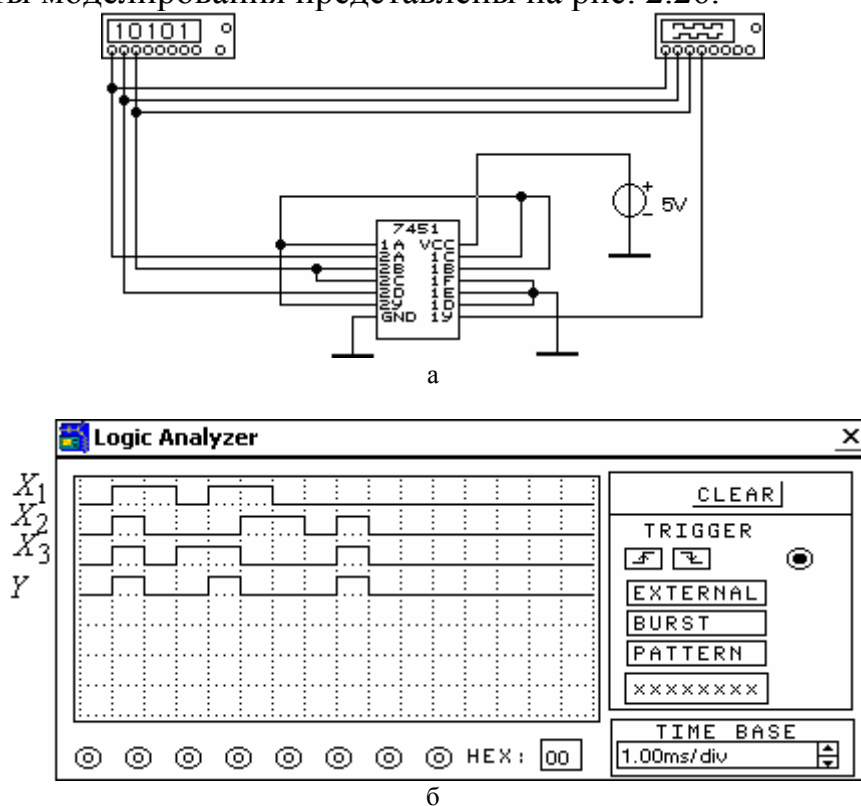 ты моделирования представлены на рис. 2.26.
10101
+
5V
-
7451
1A VCC
2A 1C
2B 1B
2C 1F
2D 1E
2Y 1D
GND 1Y
а
Logic Analyzer X
X1
X2
X3
Y
CLEAR
TRIGGER
EXTERNAL
BURST
PATTERN
xxxxxxxx
TIME BASE
1.00ms/div
HEX: 00
б